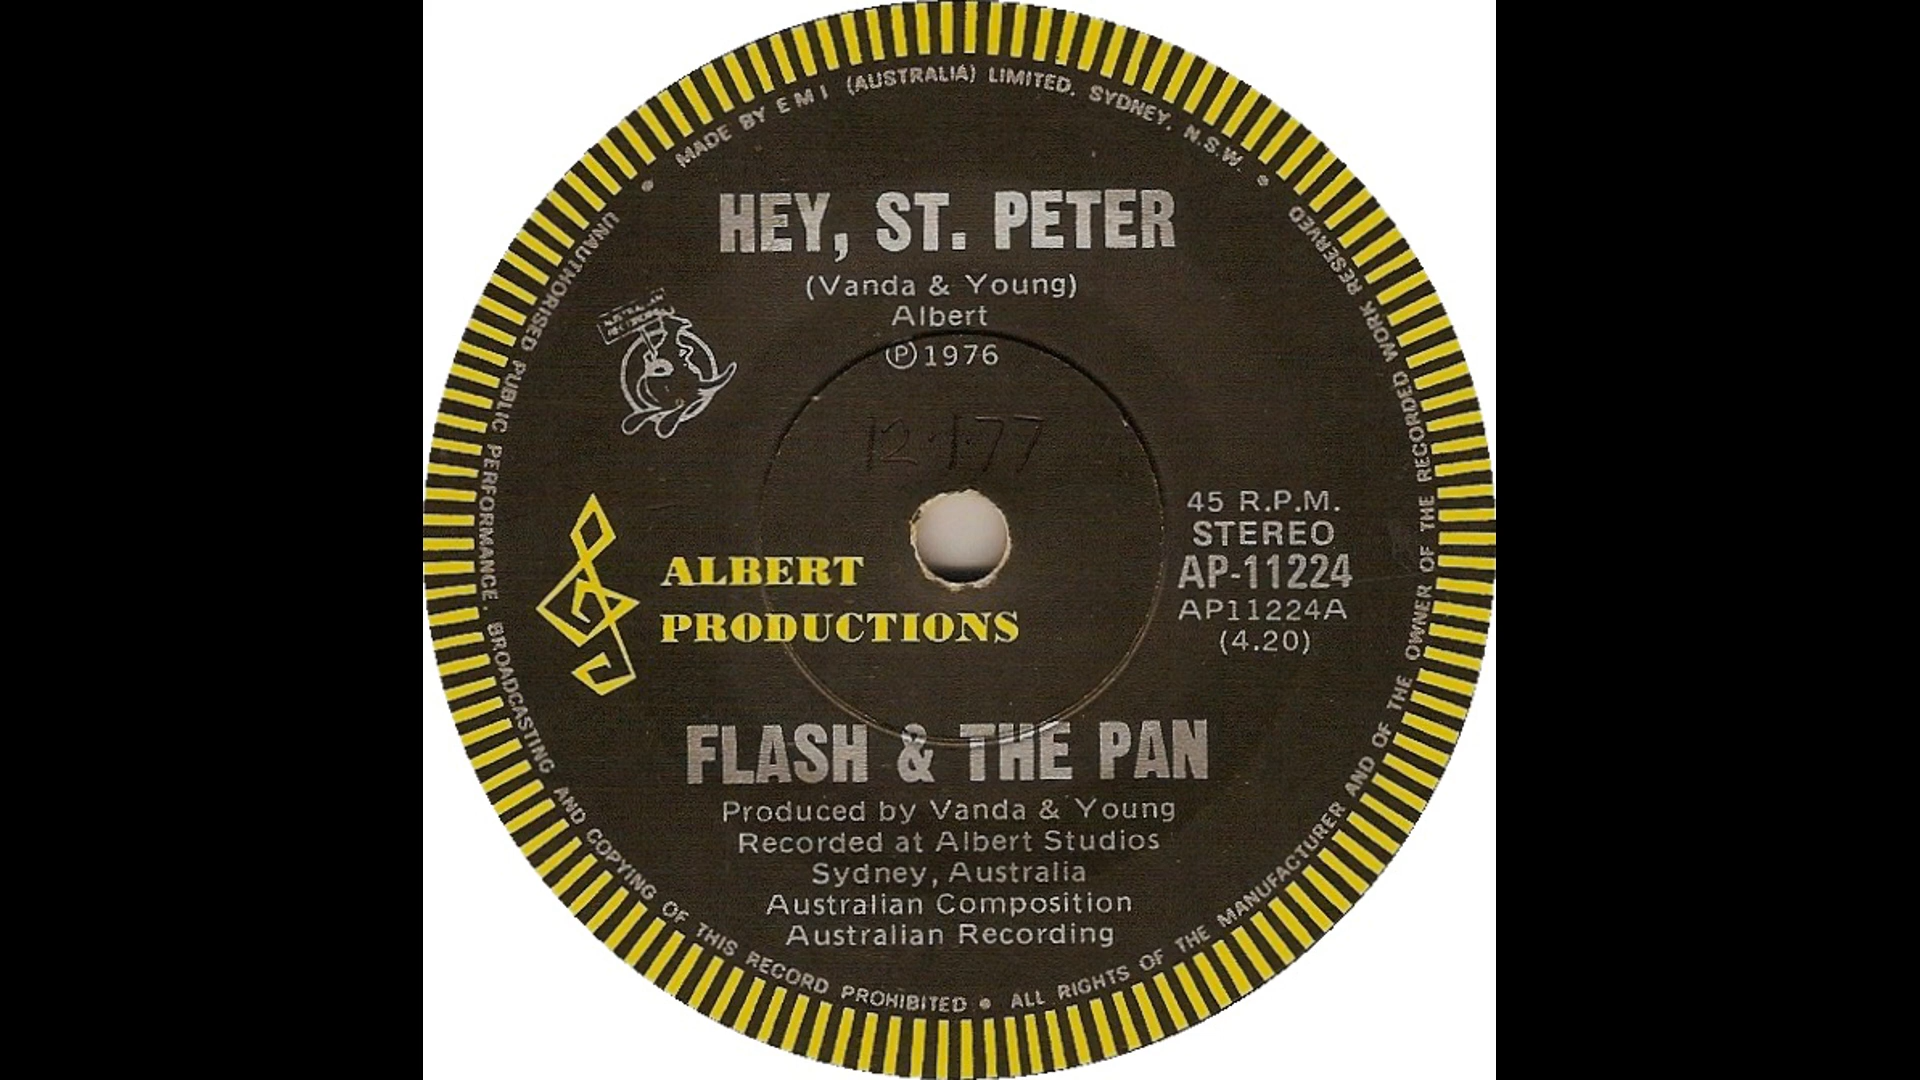 MADE BY E M I (AUSTRALIA) LIMITED. SYDNEY. N.S.W.
HEY, ST. PETER
(Vanda & Young)
Albert
℗ 1976
AUSTRALIAN
RECORDING
12·1·77
45 R.P.M.
STEREO
AP-11224
AP11224A
(4.20)
ALBERT
PRODUCTIONS
FLASH & THE PAN
Produced by Vanda & Young
Recorded at Albert Studios
Sydney, Australia
Australian Composition
Australian Recording
UNAUTHORISED PUBLIC PERFORMANCE. BROADCASTING AND COPYING OF THIS RECORD PROHIBITED • ALL RIGHTS OF THE MANUFACTURER AND OF THE OWNER OF THE RECORDED WORK RESERVED